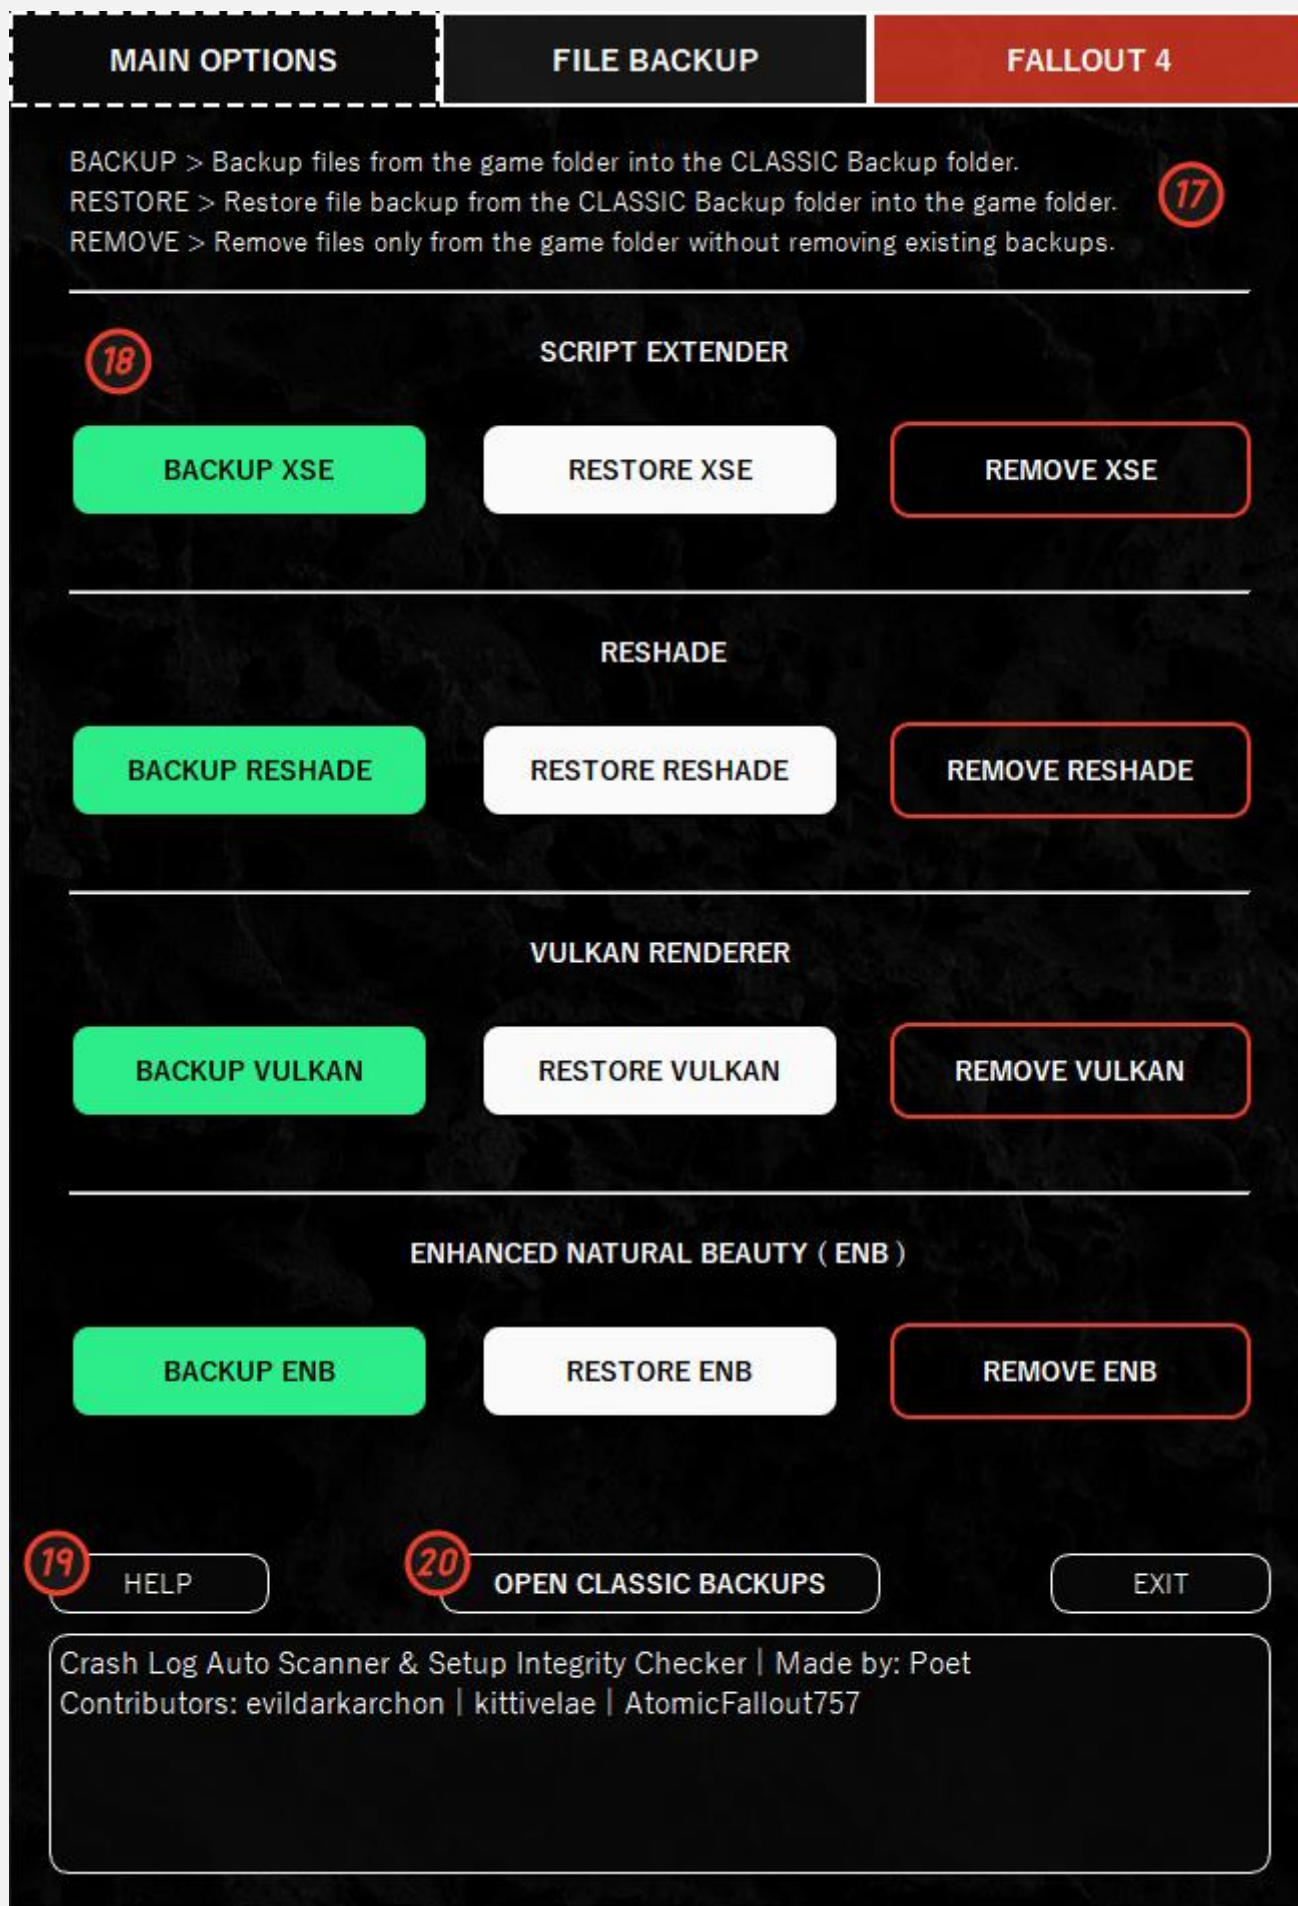 MAIN OPTIONS FILE BACKUP FALLOUT 4
BACKUP > Backup files from the game folder into the CLASSIC Backup folder.
RESTORE > Restore file backup from the CLASSIC Backup folder into the game folder.
REMOVE > Remove files only from the game folder without removing existing backups.
17
18
SCRIPT EXTENDER
BACKUP XSE RESTORE XSE REMOVE XSE
RESHADE
BACKUP RESHADE RESTORE RESHADE REMOVE RESHADE
VULKAN RENDERER
BACKUP VULKAN RESTORE VULKAN REMOVE VULKAN
ENHANCED NATURAL BEAUTY ( ENB )
BACKUP ENB RESTORE ENB REMOVE ENB
19 HELP 20 OPEN CLASSIC BACKUPS EXIT
Crash Log Auto Scanner & Setup Integrity Checker | Made by: Poet
Contributors: evildarkarchon | kittivelae | AtomicFallout757